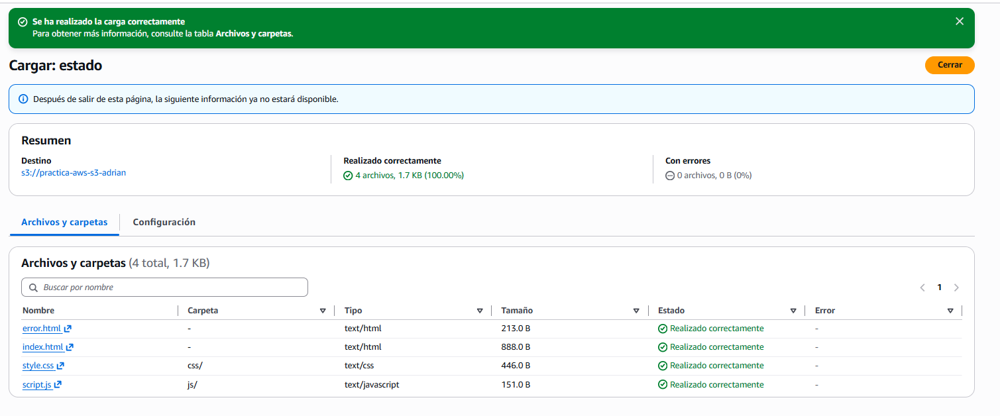 Se ha realizado la carga correctamente
Para obtener más información, consulte la tabla Archivos y carpetas.
Cargar: estado
Cerrar
Después de salir de esta página, la siguiente información ya no estará disponible.
Resumen
Destino
s3://practica-aws-s3-adrian
Realizado correctamente
4 archivos, 1.7 KB (100.00%)
Con errores
0 archivos, 0 B (0%)
Archivos y carpetas
Configuración
Archivos y carpetas (4 total, 1.7 KB)
Buscar por nombre
1
Nombre Carpeta Tipo Tamaño Estado Error
error.html - text/html 213.0 B Realizado correctamente -
index.html - text/html 888.0 B Realizado correctamente -
style.css css/ text/css 446.0 B Realizado correctamente -
script.js js/ text/javascript 151.0 B Realizado correctamente -